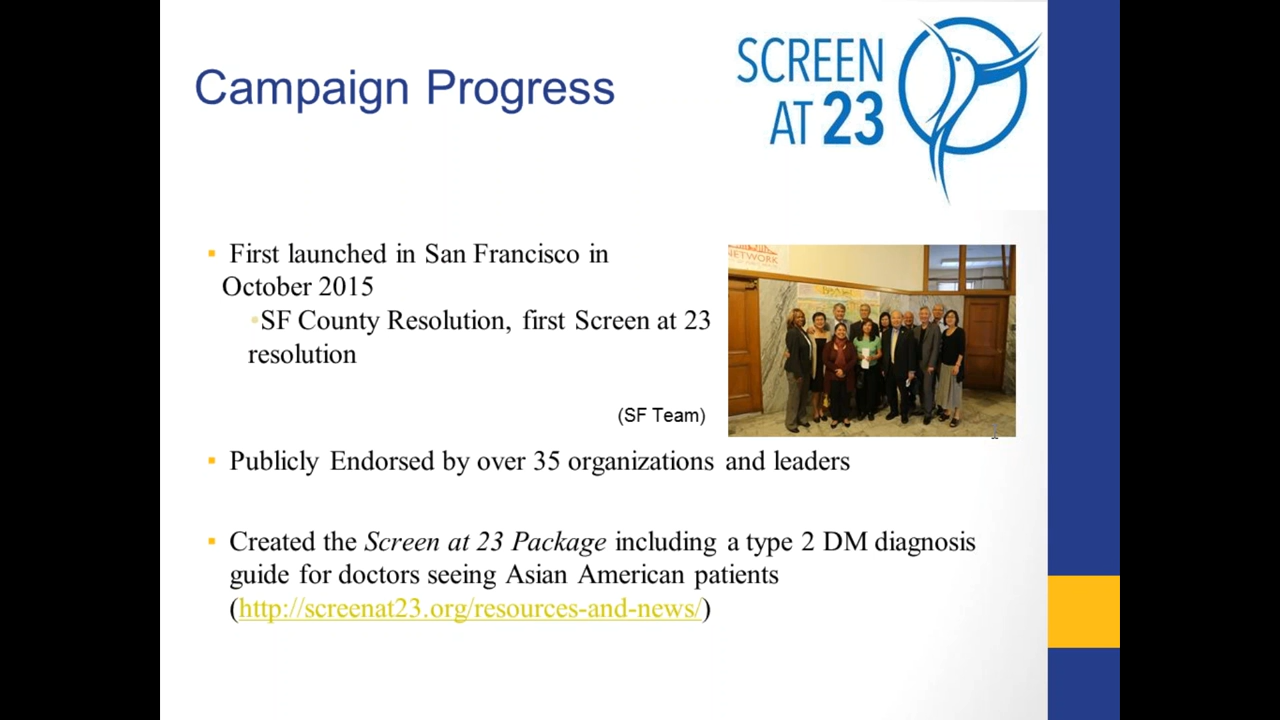 Campaign Progress
SCREEN
AT 23
▪ First launched in San Francisco in
October 2015
•SF County Resolution, first Screen at 23
resolution
NETWORK
(SF Team)
▪ Publicly Endorsed by over 35 organizations and leaders
▪ Created the Screen at 23 Package including a type 2 DM diagnosis
guide for doctors seeing Asian American patients
(http://screenat23.org/resources-and-news/)